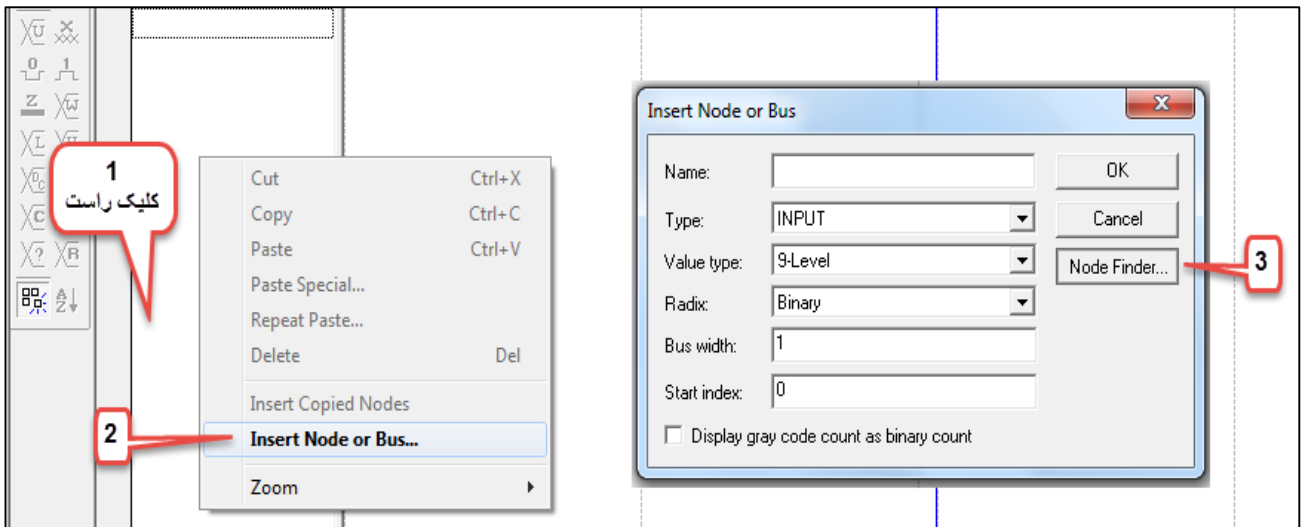 1
کلیک راست
Cut Ctrl+X
Copy Ctrl+C
Paste Ctrl+V
Paste Special...
Repeat Paste...
Delete Del
Insert Copied Nodes
2
Insert Node or Bus...
Zoom
Insert Node or Bus
Name:
OK
Type: INPUT
Cancel
Value type: 9-Level
Node Finder...
3
Radix: Binary
Bus width: 1
Start index: 0
Display gray code count as binary count